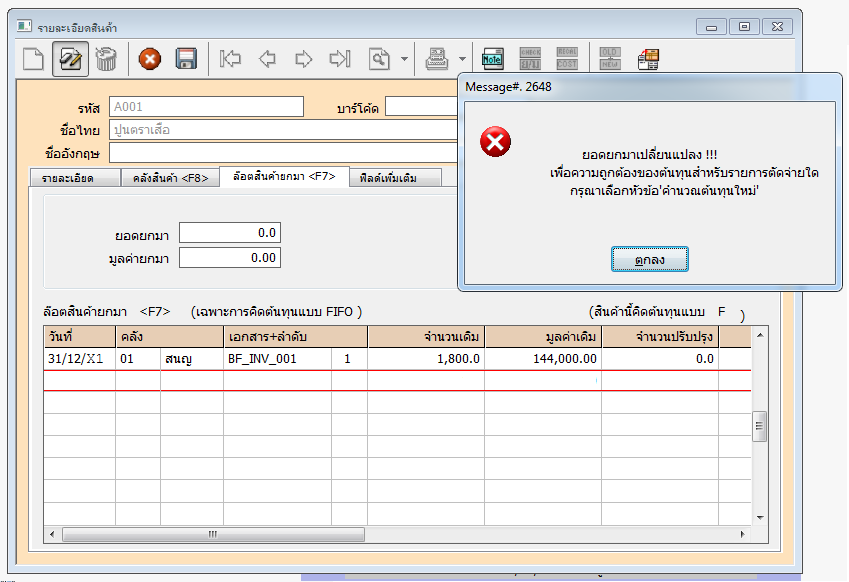 รายละเอียดสินค้า
Note
CHECK
EQUAL
COST
OLD
NEW
Message#. 2648
ยอดยกมาเปลี่ยนแปลง !!!
เพื่อความถูกต้องของต้นทุนสำหรับรายการตัดจ่ายใด
กรุณาเลือกหัวข้อ'คำนวณต้นทุนใหม่'
ตกลง
รหัส A001 บาร์โค้ด
ชื่อไทย ปูนตราเสือ
ชื่ออังกฤษ
รายละเอียด คลังสินค้า <F8> ล๊อตสินค้ายกมา <F7> ฟิลด์เพิ่มเติม
ยอดยกมา 0.0
มูลค่ายกมา 0.00
ล๊อตสินค้ายกมา <F7> (เฉพาะการคิดต้นทุนแบบ FIFO ) (สินค้านี้คิดต้นทุนแบบ F )
วันที่ คลัง เอกสาร+ลำดับ จำนวนเดิม มูลค่าเดิม จำนวนปรับปรุง
31/12/X1 01 สนญ BF_INV_001 1 1,800.0 144,000.00 0.0